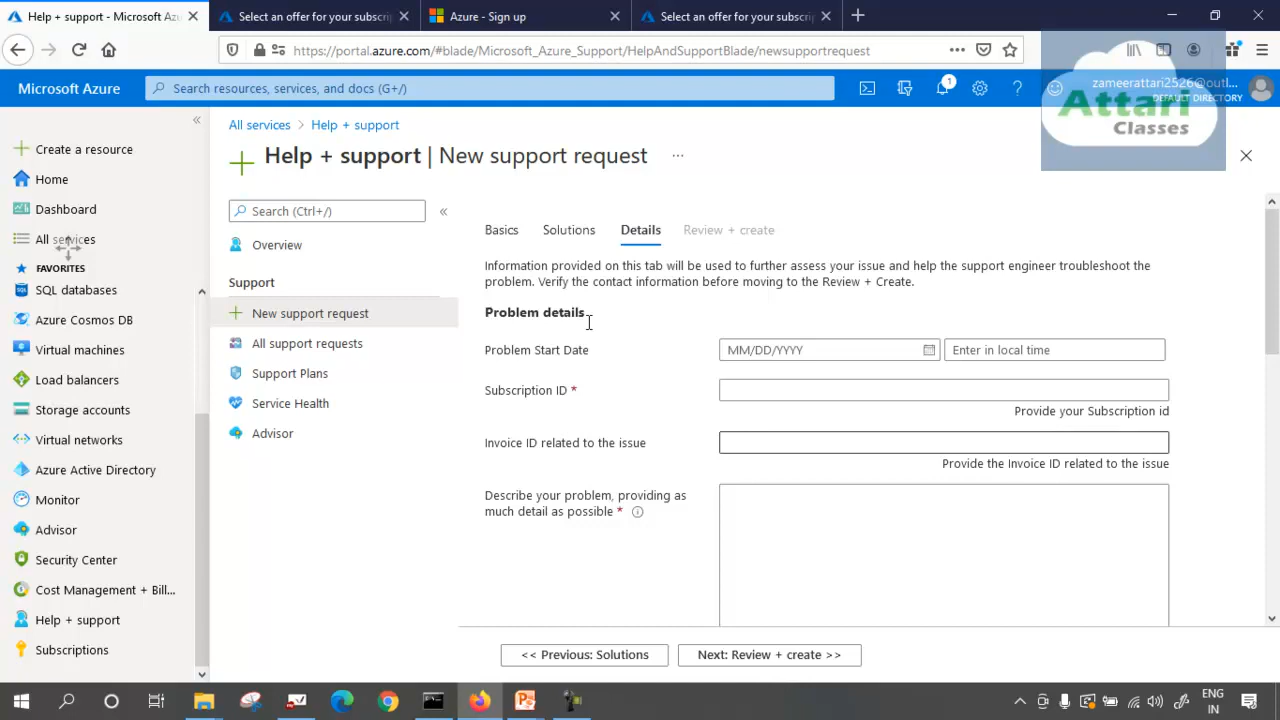 Help + support - Microsoft Azu
Select an offer for your subscrip
Azure - Sign up
Select an offer for your subscrip
https://portal.azure.com/#blade/Microsoft_Azure_Support/HelpAndSupportBlade/newsupportrequest
Microsoft Azure
Search resources, services, and docs (G+/)
1
zameerattari2526@outl...
DEFAULT DIRECTORY
Attari
Classes
Create a resource
Home
Dashboard
All services
FAVORITES
SQL databases
Azure Cosmos DB
Virtual machines
Load balancers
Storage accounts
Virtual networks
Azure Active Directory
Monitor
Advisor
Security Center
Cost Management + Bill...
Help + support
Subscriptions
All services > Help + support
Help + support | New support request ...
Search (Ctrl+/)
Overview
Support
New support request
All support requests
Support Plans
Service Health
Advisor
Basics Solutions Details Review + create
Information provided on this tab will be used to further assess your issue and help the support engineer troubleshoot the
problem. Verify the contact information before moving to the Review + Create.
Problem details
Problem Start Date MM/DD/YYYY Enter in local time
Subscription ID *
Provide your Subscription id
Invoice ID related to the issue
Provide the Invoice ID related to the issue
Describe your problem, providing as
much detail as possible *
<< Previous: Solutions Next: Review + create >>
ENG
IN